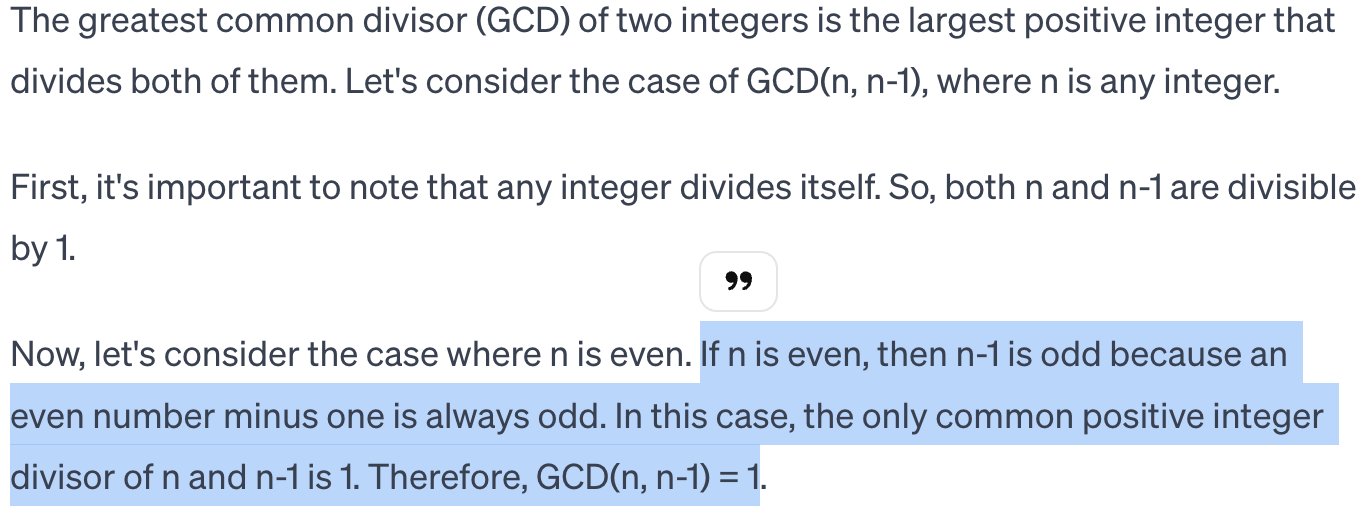 The greatest common divisor (GCD) of two integers is the largest positive integer that
divides both of them. Let's consider the case of GCD(n, n-1), where n is any integer.
First, it's important to note that any integer divides itself. So, both n and n-1 are divisible
by 1.
Now, let's consider the case where n is even. If n is even, then n-1 is odd because an
even number minus one is always odd. In this case, the only common positive integer
divisor of n and n-1 is 1. Therefore, GCD(n, n-1) = 1.